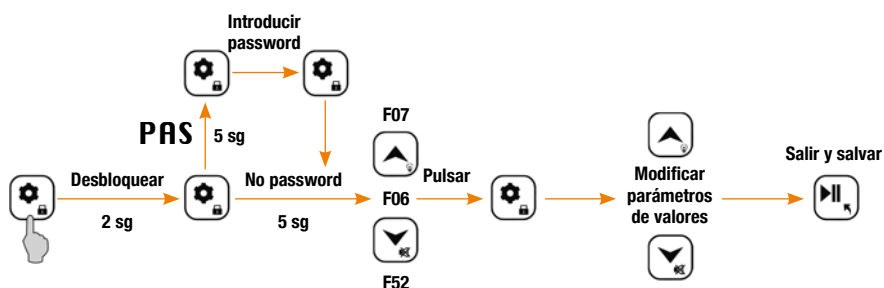 Introducir
password
PAS
5 sg
Desbloquear
2 sg
No password
5 sg
F07
F06
F52
Pulsar
Modificar
parámetros
de valores
Salir y salvar